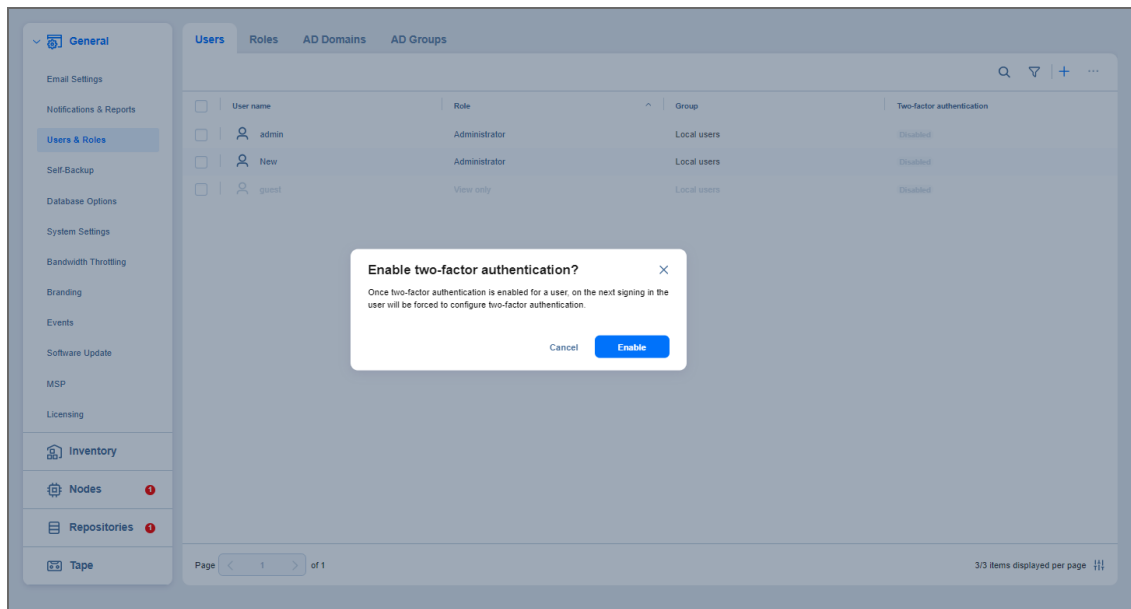 General
Email Settings
Notifications & Reports
Users & Roles
Self-Backup
Database Options
System Settings
Bandwidth Throttling
Branding
Events
Software Update
MSP
Licensing
Inventory
Nodes 1
Repositories 1
Tape
Users Roles AD Domains AD Groups
User name Role Group Two-factor authentication
admin Administrator Local users Disabled
New Administrator Local users Disabled
guest View only Local users Disabled
Enable two-factor authentication?
Once two-factor authentication is enabled for a user, on the next signing in the
user will be forced to configure two-factor authentication.
Cancel Enable
Page 1 of 1 3/3 items displayed per page